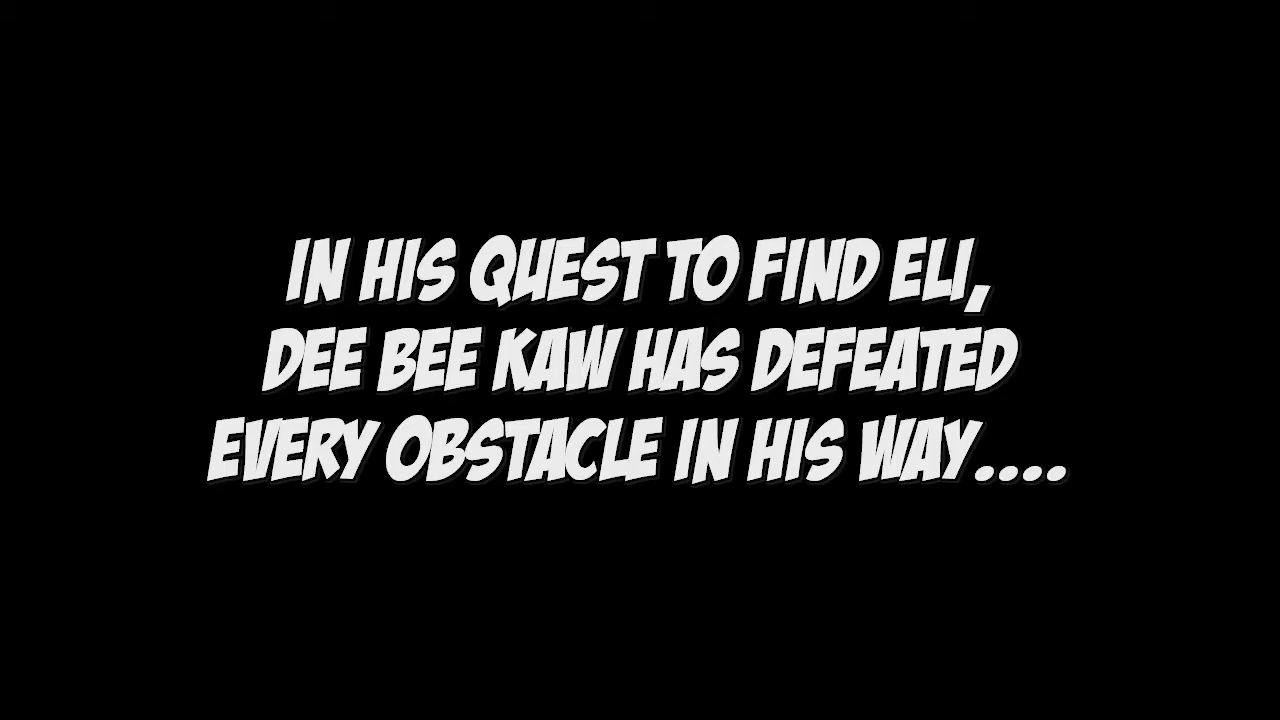 IN HIS QUEST TO FIND ELI,
DEE BEE KAW HAS DEFEATED
EVERY OBSTACLE IN HIS WAY....